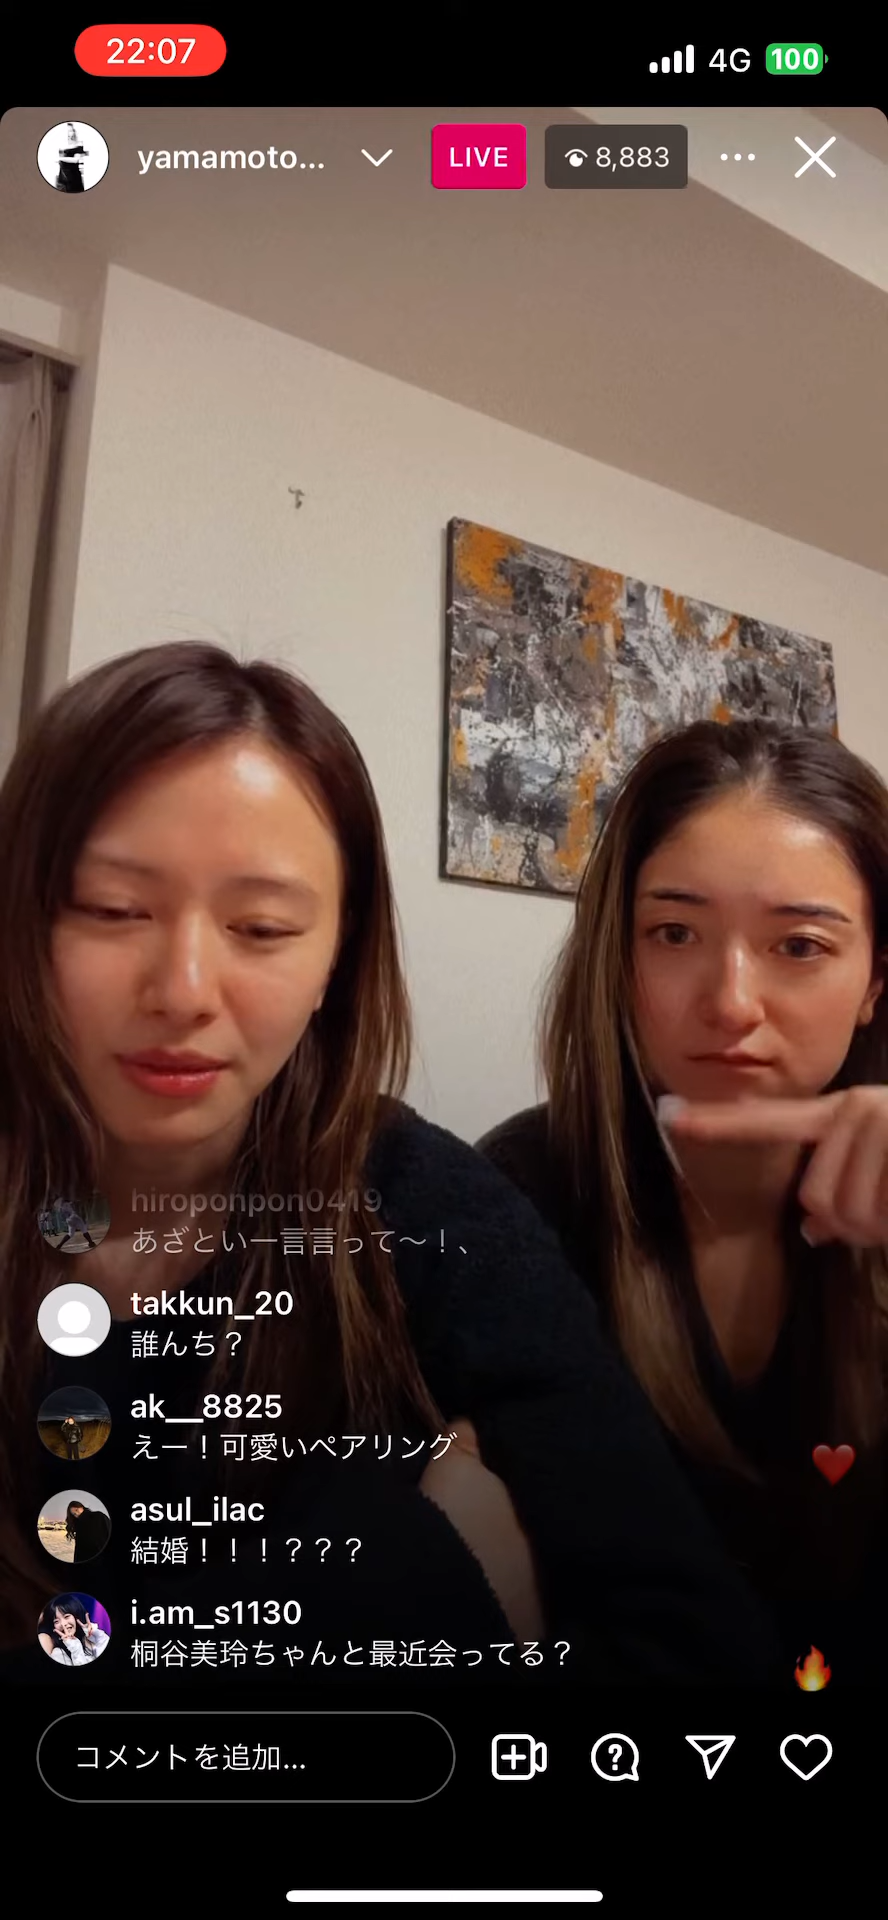 22:07
4G
100
yamamoto...
LIVE
8,883
hiroponpon0419
あざとい一言言って〜！、
takkun_20
誰んち？
ak__8825
えー！可愛いペアリング
asul_ilac
結婚！！！？？？
i.am_s1130
桐谷美玲ちゃんと最近会ってる？
コメントを追加...